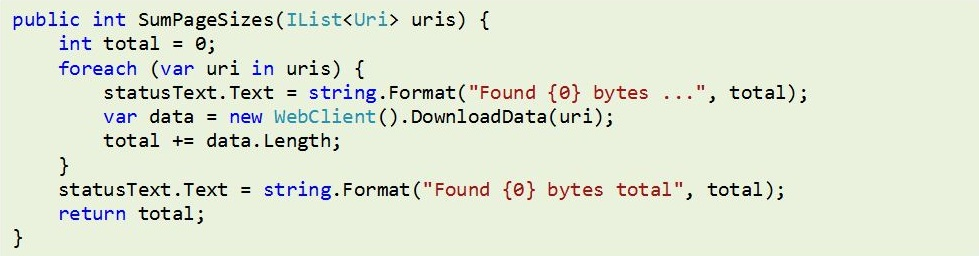 public int SumPageSizes(IList<Uri> uris) {
    int total = 0;
    foreach (var uri in uris) {
        statusText.Text = string.Format("Found {0} bytes ...", total);
        var data = new WebClient().DownloadData(uri);
        total += data.Length;
    }
    statusText.Text = string.Format("Found {0} bytes total", total);
    return total;
}